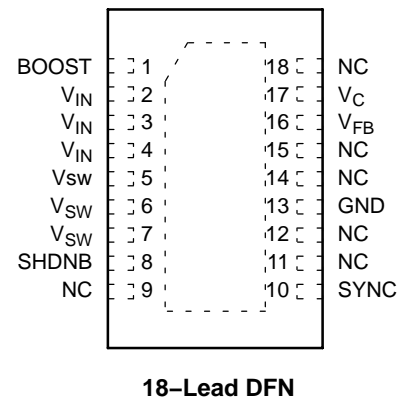 BOOST 1 18 NC
VIN 2 17 VC
VIN 3 16 VFB
VIN 4 15 NC
Vsw 5 14 NC
VSW 6 13 GND
VSW 7 12 NC
SHDNB 8 11 NC
NC 9 10 SYNC
18–Lead DFN